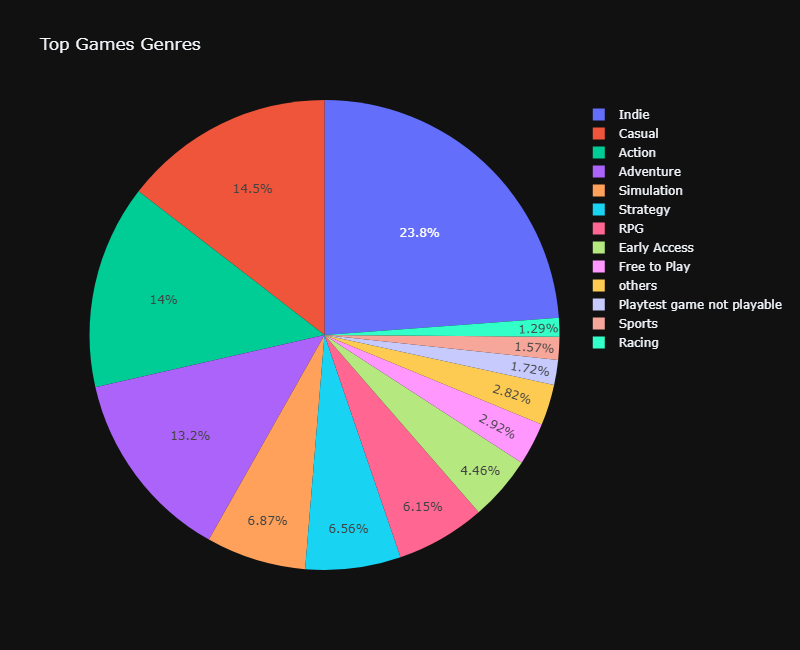 Top Games Genres
Indie
Casual
Action
Adventure
Simulation
Strategy
RPG
Early Access
Free to Play
others
Playtest game not playable
Sports
Racing
23.8%
14.5%
14%
13.2%
6.87%
6.56%
6.15%
4.46%
2.92%
2.82%
1.72%
1.57%
1.29%